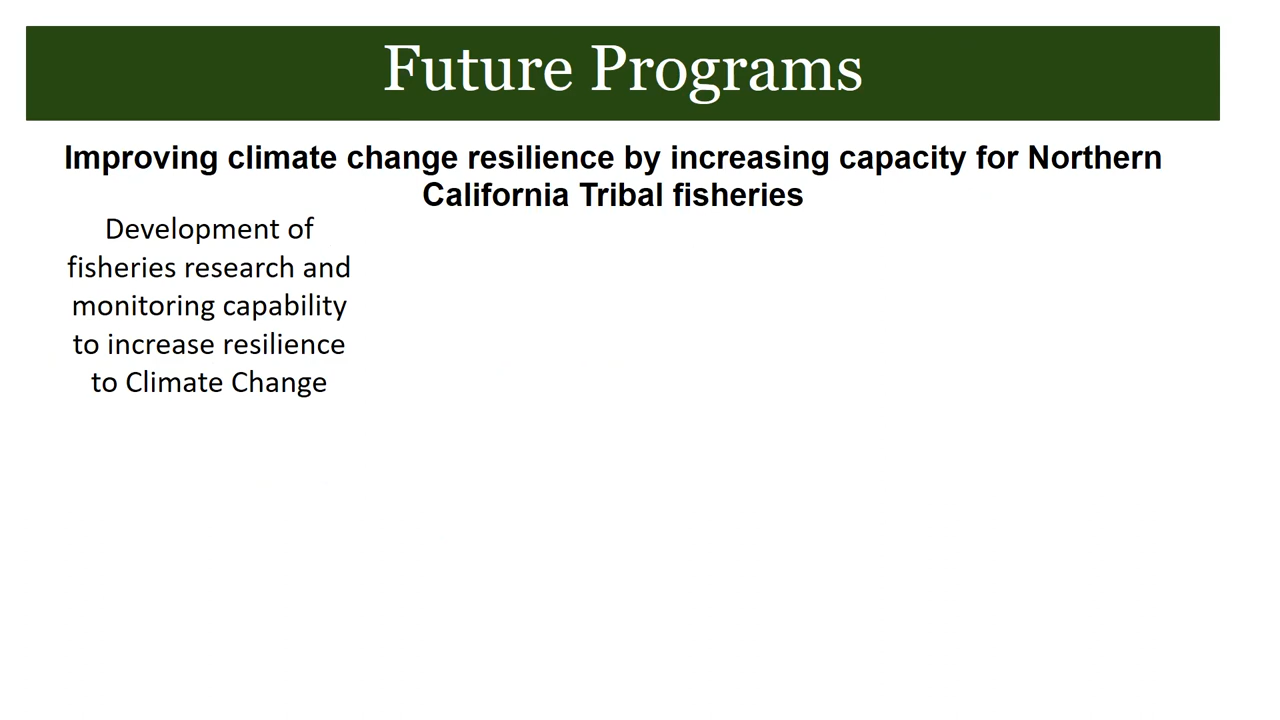 Future Programs
Improving climate change resilience by increasing capacity for Northern
California Tribal fisheries
Development of
fisheries research and
monitoring capability
to increase resilience
to Climate Change